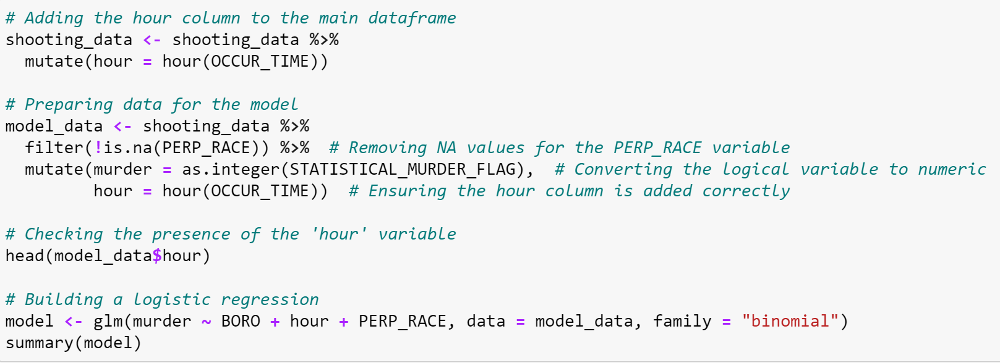 # Adding the hour column to the main dataframe
shooting_data <- shooting_data %>%
  mutate(hour = hour(OCCUR_TIME))
# Preparing data for the model
model_data <- shooting_data %>%
  filter(!is.na(PERP_RACE)) %>%  # Removing NA values for the PERP_RACE variable
  mutate(murder = as.integer(STATISTICAL_MURDER_FLAG),  # Converting the logical variable to numeric
         hour = hour(OCCUR_TIME))  # Ensuring the hour column is added correctly
# Checking the presence of the 'hour' variable
head(model_data$hour)
# Building a logistic regression
model <- glm(murder ~ BORO + hour + PERP_RACE, data = model_data, family = "binomial")
summary(model)